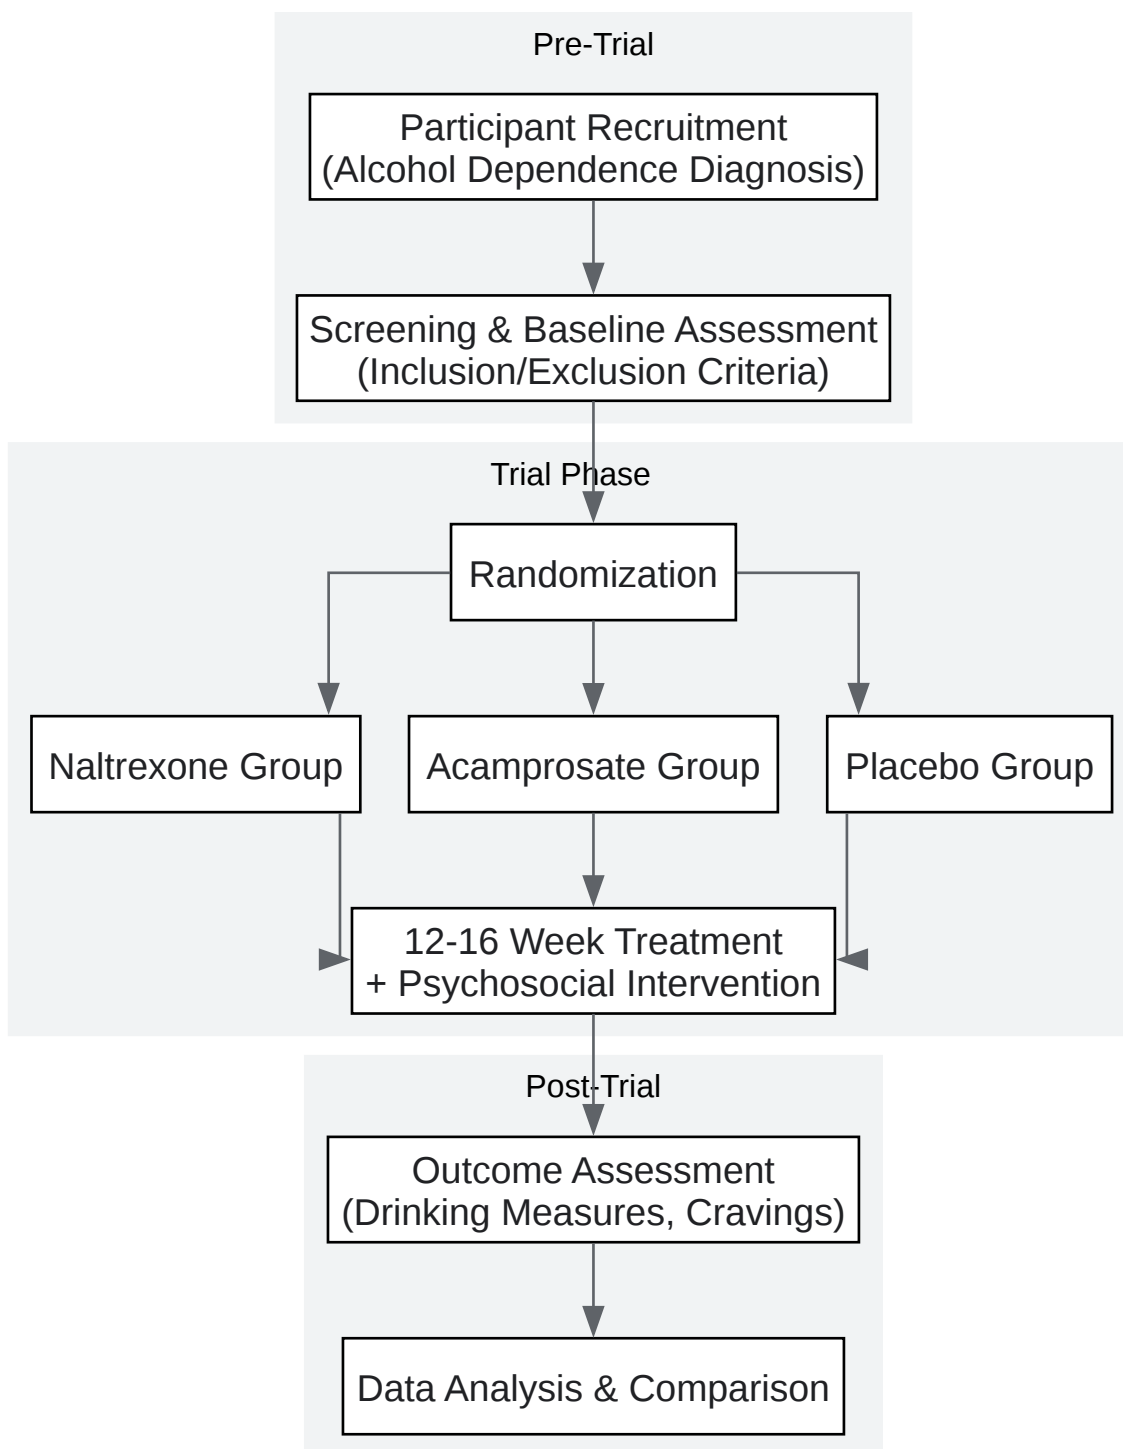 Pre-Trial
Participant Recruitment
(Alcohol Dependence Diagnosis)
Screening & Baseline Assessment
(Inclusion/Exclusion Criteria)
Trial Phase
Randomization
Naltrexone Group
Acamprosate Group
Placebo Group
12-16 Week Treatment
+ Psychosocial Intervention
Post-Trial
Outcome Assessment
(Drinking Measures, Cravings)
Data Analysis & Comparison